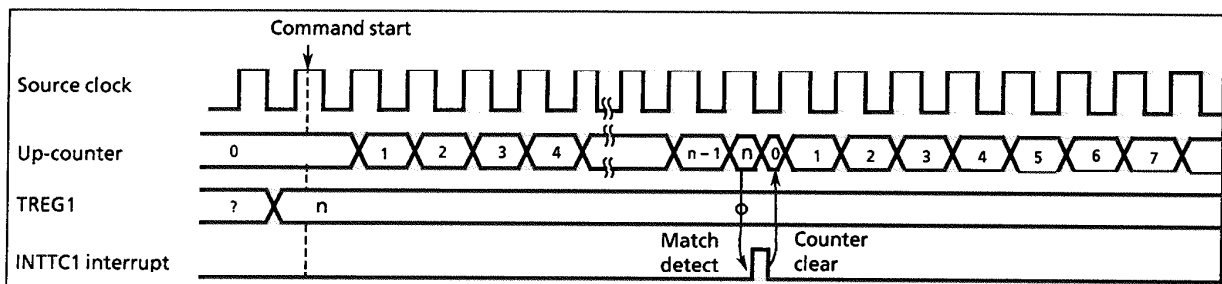 Command start
Source clock
Up-counter 0 1 2 3 4 n-1 n 0 1 2 3 4 5 6 7
TREG1 ? n
Match detect
Counter clear
INTTC1 interrupt